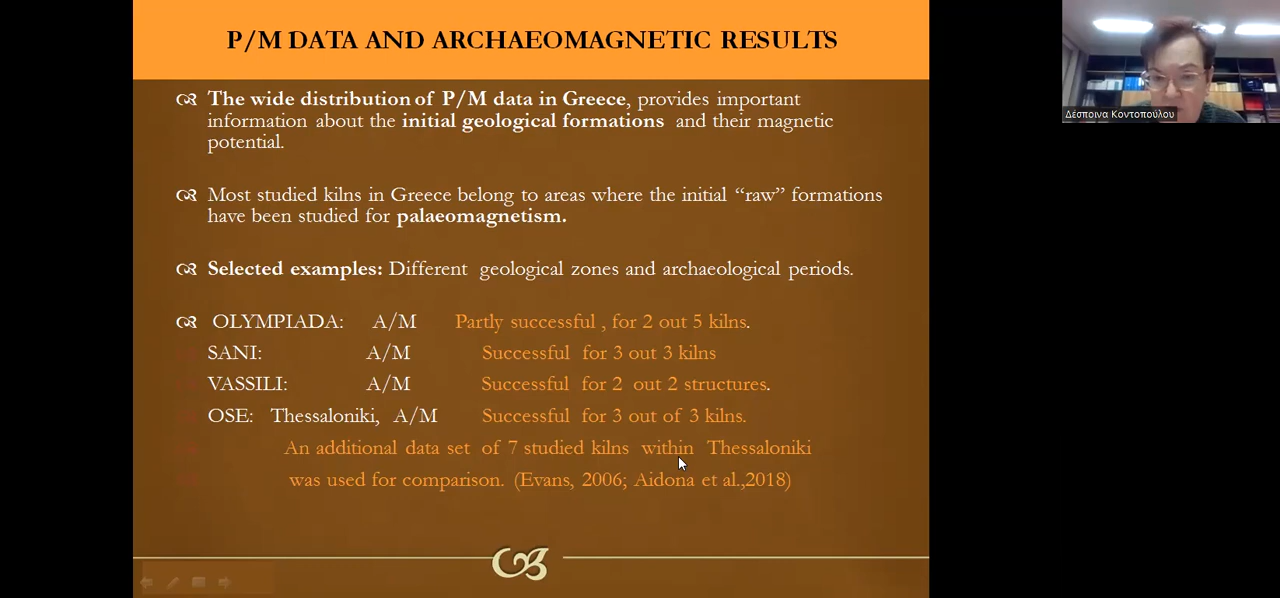 P/M DATA AND ARCHAEOMAGNETIC RESULTS
The wide distribution of P/M data in Greece, provides important
information about the initial geological formations and their magnetic
potential.
Most studied kilns in Greece belong to areas where the initial “raw” formations
have been studied for palaeomagnetism.
Selected examples: Different geological zones and archaeological periods.
OLYMPIADA: A/M Partly successful , for 2 out 5 kilns.
SANI: A/M Successful for 3 out 3 kilns
VASSILI: A/M Successful for 2 out 2 structures.
OSE: Thessaloniki, A/M Successful for 3 out of 3 kilns.
An additional data set of 7 studied kilns within Thessaloniki
was used for comparison. (Evans, 2006; Aidona et al.,2018)
Δέσποινα Κοντοπούλου